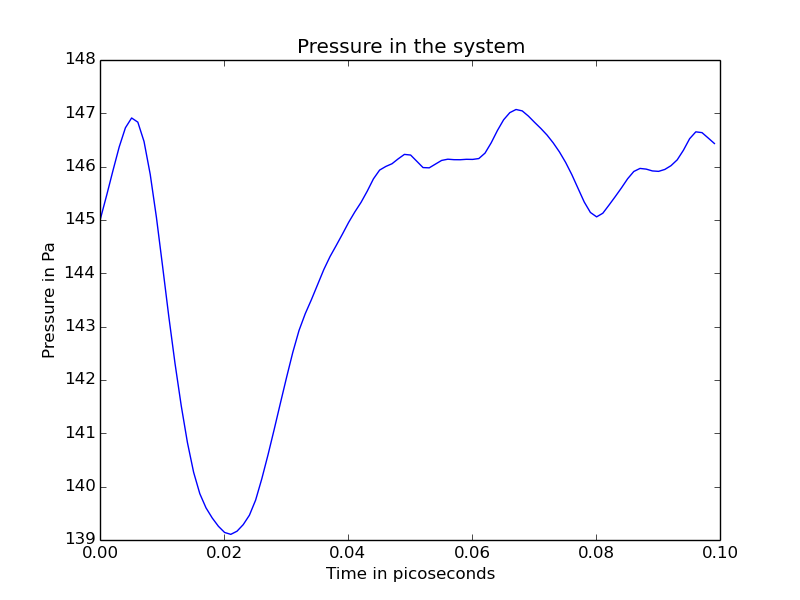 Pressure in the system
148
147
146
145
144
143
142
141
140
139
Pressure in Pa
0.00 0.02 0.04 0.06 0.08 0.10
Time in picoseconds